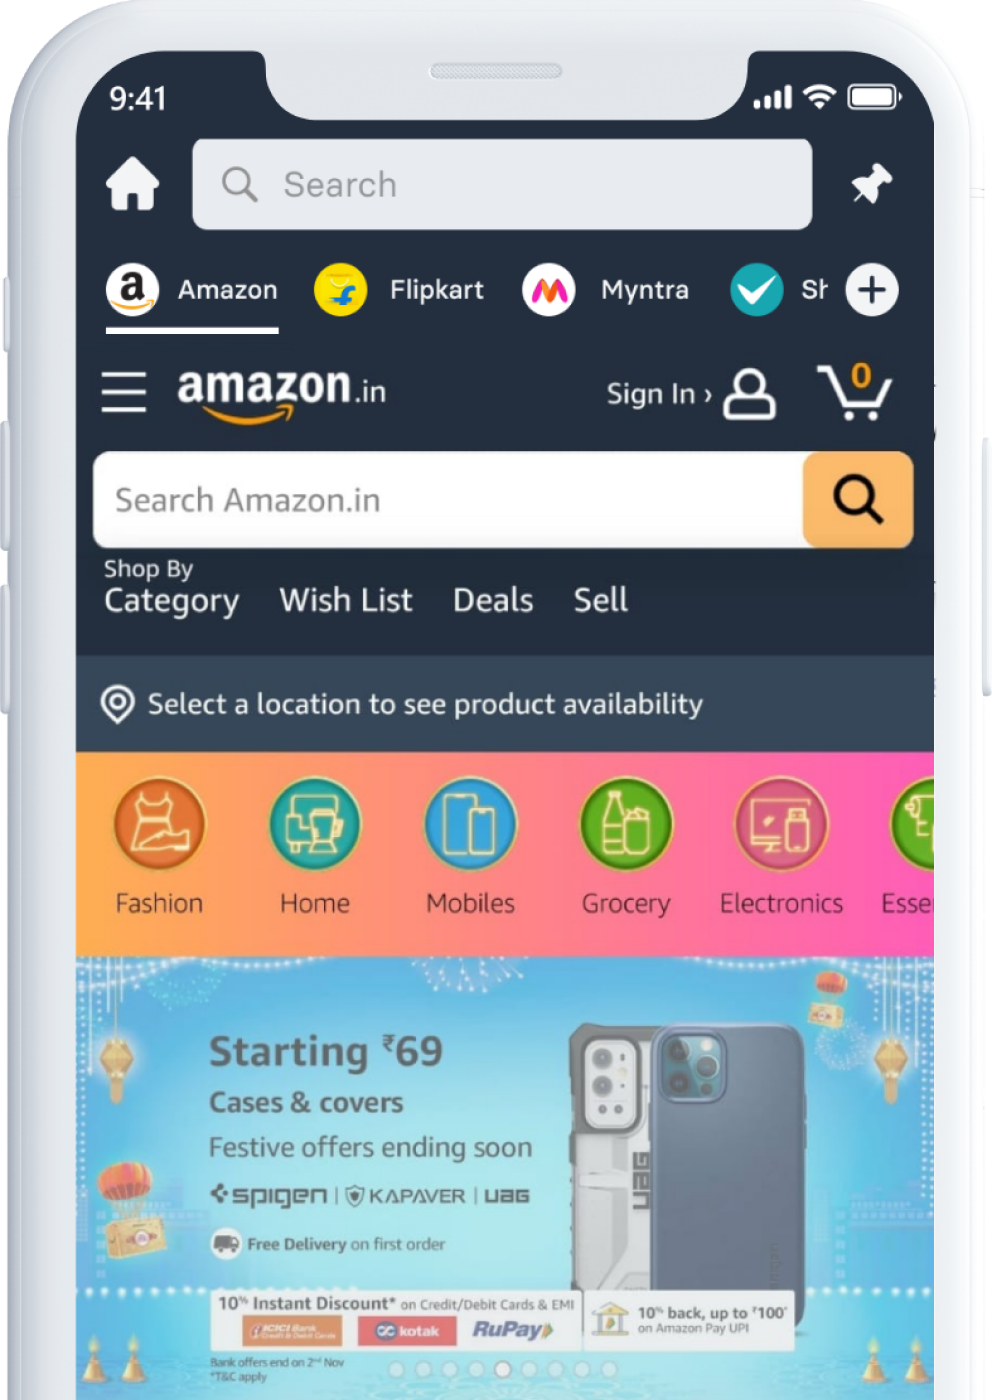 9:41
Search
a Amazon Flipkart Myntra Sh
amazon.in Sign In › 0
Search Amazon.in
Shop By
Category Wish List Deals Sell
Select a location to see product availability
Fashion Home Mobiles Grocery Electronics Esse
Starting ₹69
Cases & covers
Festive offers ending soon
spigen | KAPAVER | UAG
UAG
Free Delivery on first order
10% Instant Discount* on Credit/Debit Cards & EMI
ICICI Bank
Credit & Debit Cards
kotak
RuPay
10% back, up to ₹100*
on Amazon Pay UPI
Bank offers end on 2nd Nov
*T&C apply